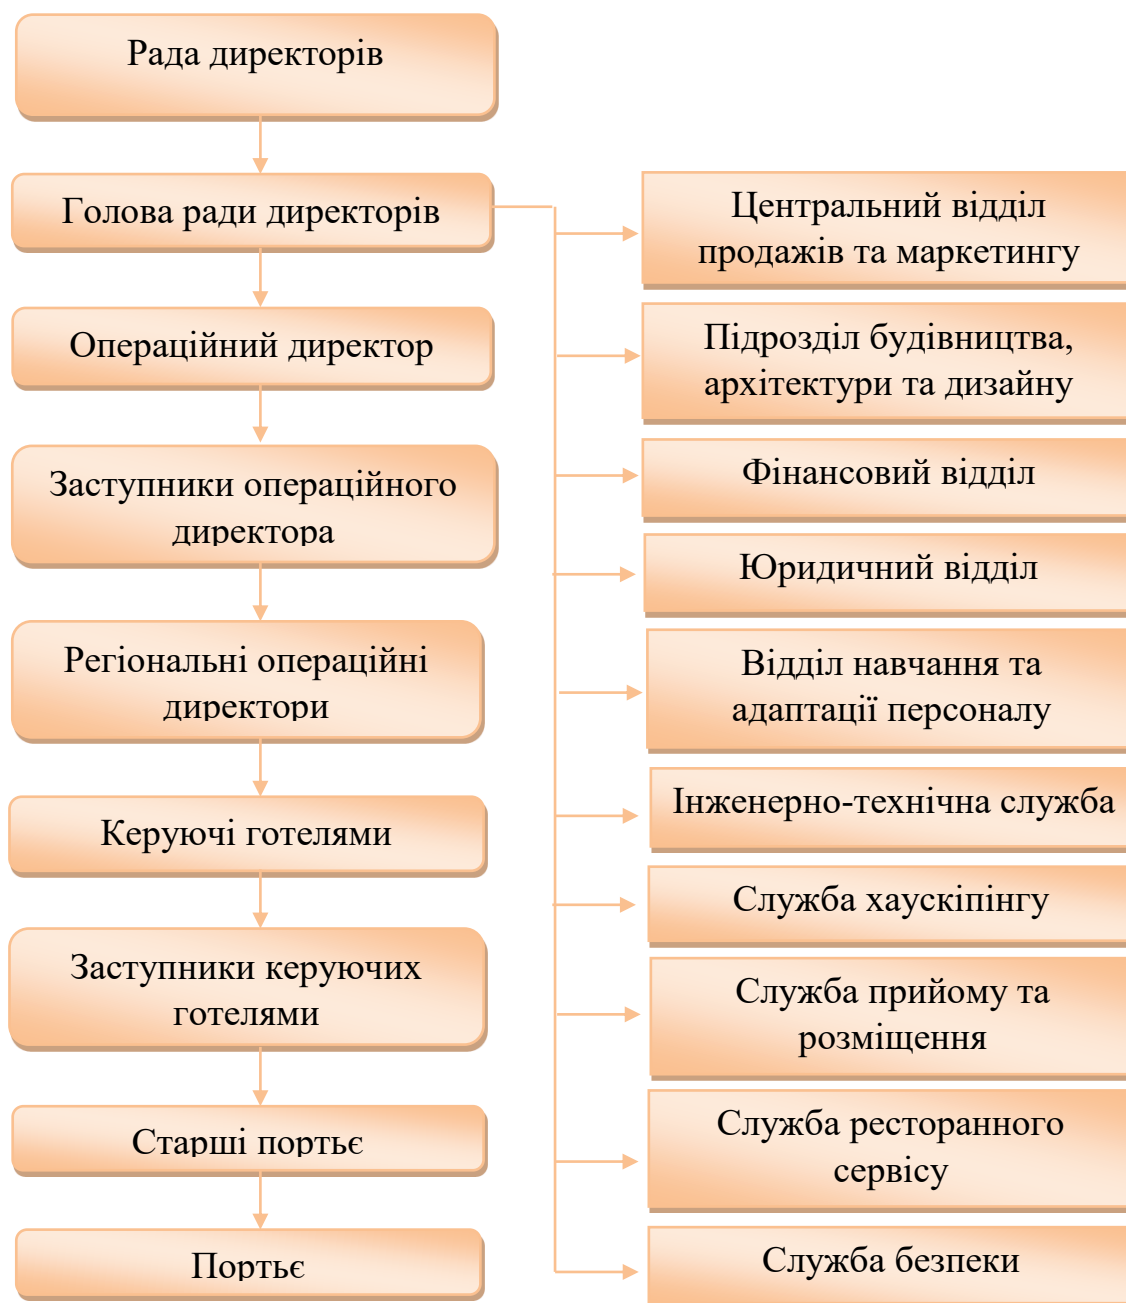 Рада директорів
Голова ради директорів
Операційний директор
Заступники операційного
директора
Регіональні операційні
директори
Керуючі готелями
Заступники керуючих
готелями
Старші портьє
Портьє
Центральний відділ
продажів та маркетингу
Підрозділ будівництва,
архітектури та дизайну
Фінансовий відділ
Юридичний відділ
Відділ навчання та
адаптації персоналу
Інженерно-технічна служба
Служба хаускіпінгу
Служба прийому та
розміщення
Служба ресторанного
сервісу
Служба безпеки